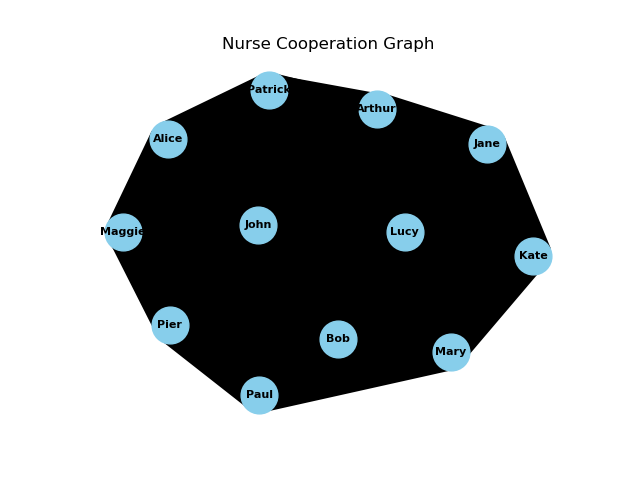 Nurse Cooperation Graph
Patrick
Arthur
Alice
Jane
John
Maggie
Lucy
Kate
Pier
Bob
Mary
Paul